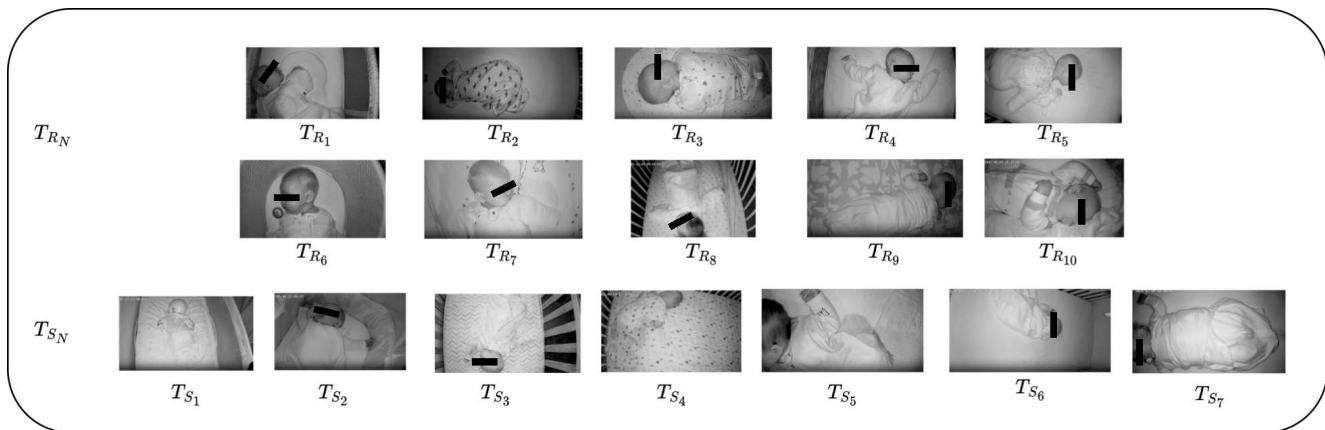 T_{R_1} T_{R_2} T_{R_3} T_{R_4} T_{R_5}
T_{R_N}
T_{R_6} T_{R_7} T_{R_8} T_{R_9} T_{R_{10}}
T_{S_N}
T_{S_1} T_{S_2} T_{S_3} T_{S_4} T_{S_5} T_{S_6} T_{S_7}